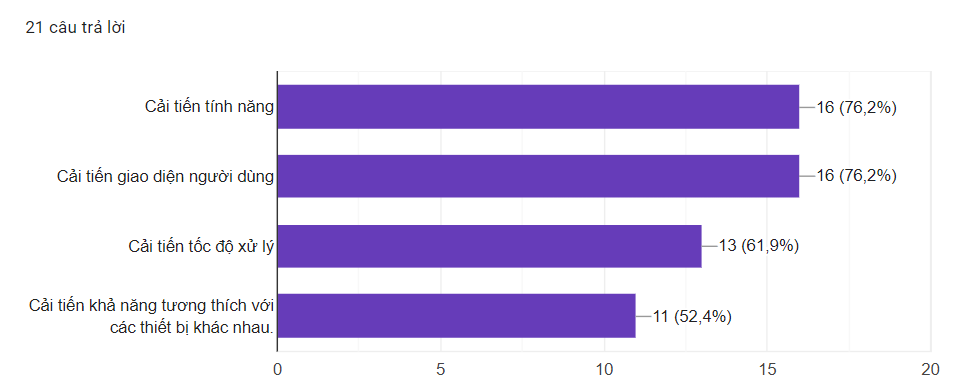 21 câu trả lời
Cải tiến tính năng
16 (76,2%)
Cải tiến giao diện người dùng
16 (76,2%)
Cải tiến tốc độ xử lý
13 (61,9%)
Cải tiến khả năng tương thích với
các thiết bị khác nhau.
11 (52,4%)
0 5 10 15 20